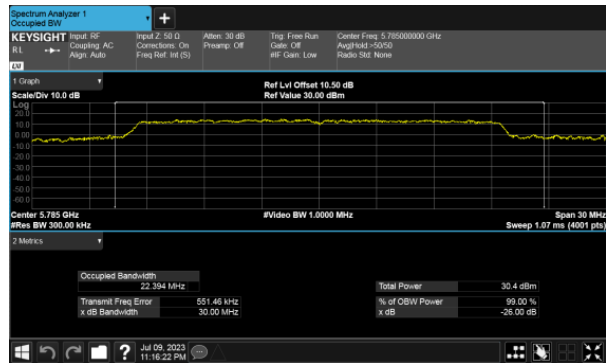 Spectrum Analyzer 1
Occupied BW
KEYSIGHT Input: RF Input Z: 50 Ω Atten: 30 dB Trig: Free Run Center Freq: 5.785000000 GHz
RL Coupling: AC Corrections: On Preamp: Off Gate: Off Avg|Hold:>50/50
Align: Auto Freq Ref: Int (S) #IF Gain: Low Radio Std: None
1 Graph
Ref Lvl Offset 10.50 dB
Scale/Div 10.0 dB Ref Value 30.00 dBm
Log
20.0
10.0
0.00
-10.0
-20.0
-30.0
-40.0
-50.0
-60.0
Center 5.785 GHz #Video BW 1.0000 MHz Span 30 MHz
#Res BW 300.00 kHz Sweep 1.07 ms (4001 pts)
2 Metrics
Occupied Bandwidth
22.394 MHz Total Power 30.4 dBm
Transmit Freq Error 551.46 kHz % of OBW Power 99.00 %
x dB Bandwidth 30.00 MHz x dB -26.00 dB
Jul 09, 2023
11:16:22 PM